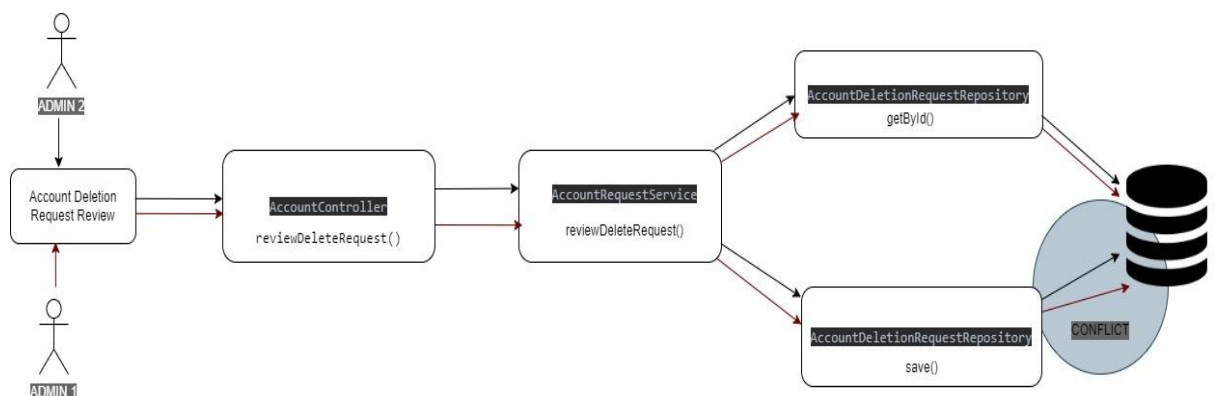 ADMIN 2
Account Deletion
Request Review
ADMIN 1
AccountController
reviewDeleteRequest()
AccountRequestService
reviewDeleteRequest()
AccountDeletionRequestRepository
getById()
AccountDeletionRequestRepository
save()
CONFLICT